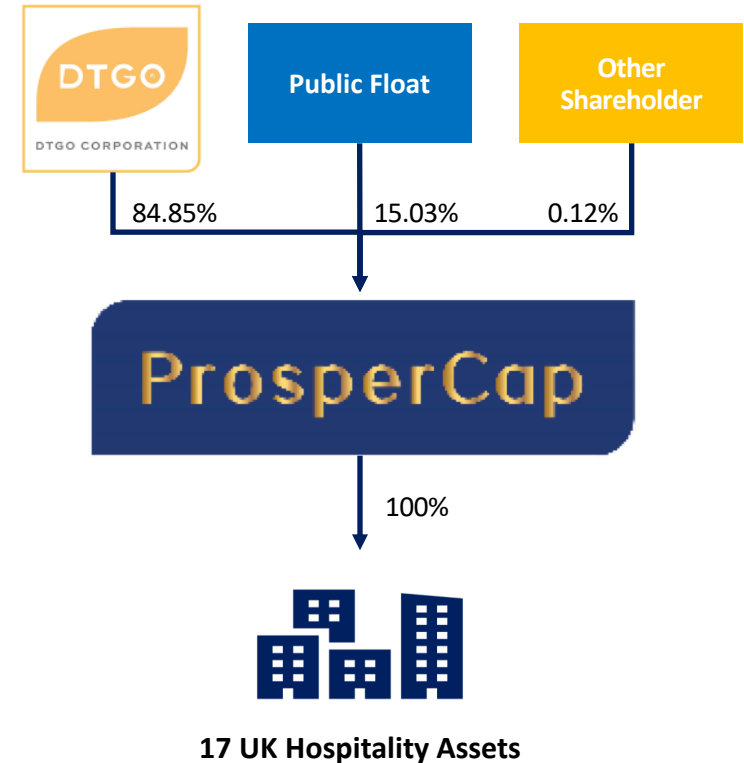 DTGO
DTGO CORPORATION
Public Float
Other
Shareholder
84.85%
15.03%
0.12%
ProsperCap
100%
17 UK Hospitality Assets